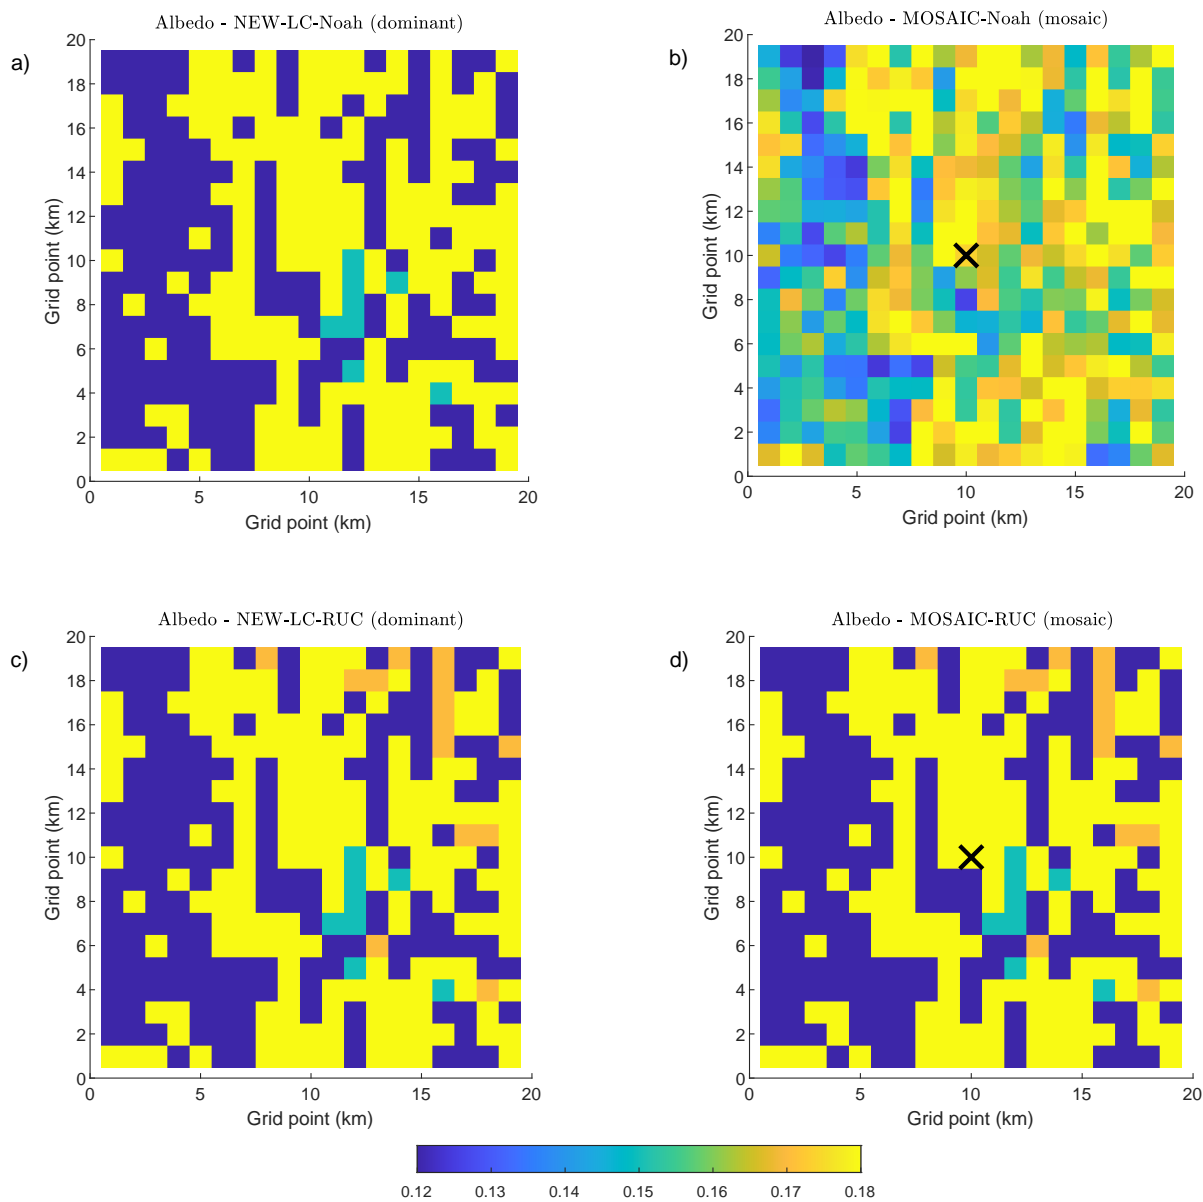 Albedo - NEW-LC-Noah (dominant)
a)
20
18
16
14
12
10
8
6
4
2
0
Grid point (km)
0 5 10 15 20
Grid point (km)
Albedo - MOSAIC-Noah (mosaic)
b)
20
18
16
14
12
10
8
6
4
2
0
Grid point (km)
0 5 10 15 20
Grid point (km)
Albedo - NEW-LC-RUC (dominant)
c)
20
18
16
14
12
10
8
6
4
2
0
Grid point (km)
0 5 10 15 20
Grid point (km)
Albedo - MOSAIC-RUC (mosaic)
d)
20
18
16
14
12
10
8
6
4
2
0
Grid point (km)
0 5 10 15 20
Grid point (km)
0.12 0.13 0.14 0.15 0.16 0.17 0.18